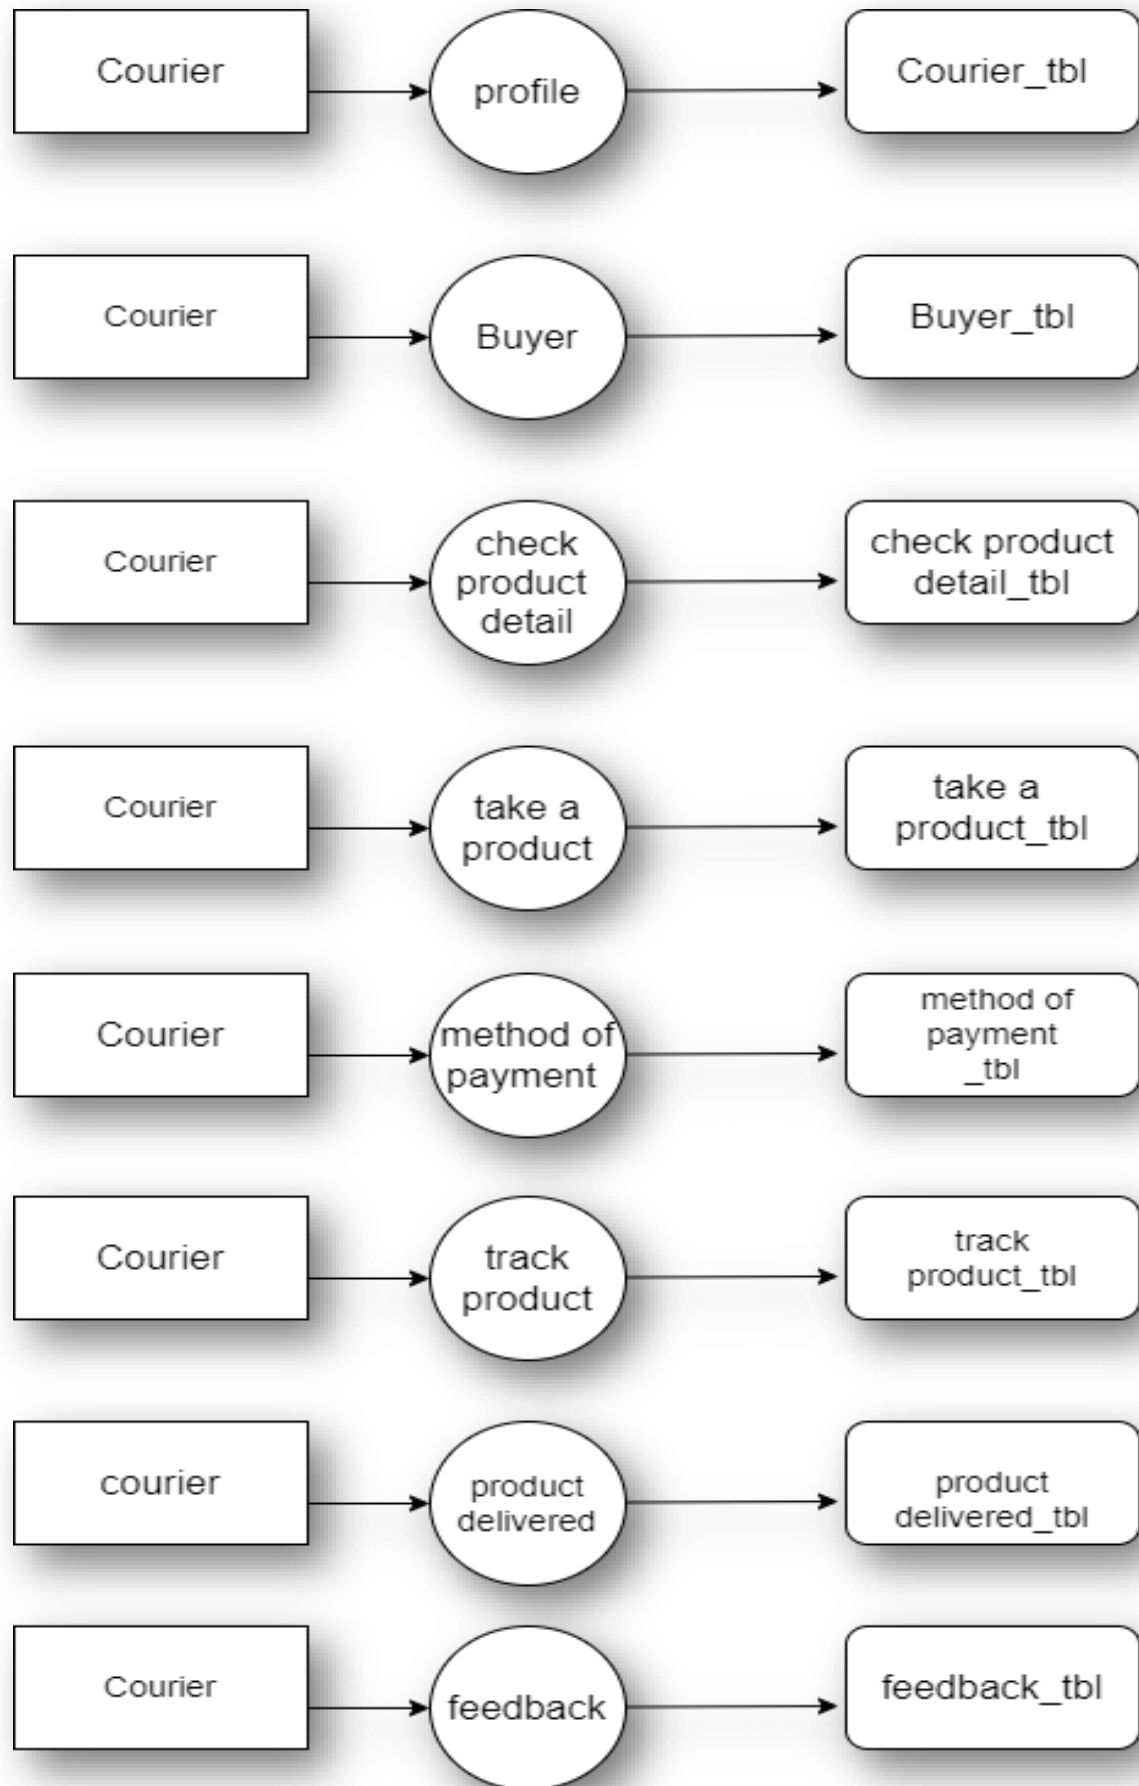 Courier
profile
Courier_tbl
Courier
Buyer
Buyer_tbl
Courier
check
product
detail
check product
detail_tbl
Courier
take a
product
take a
product_tbl
Courier
method of
payment
method of
payment
_tbl
Courier
track
product
track
product_tbl
courier
product
delivered
product
delivered_tbl
Courier
feedback
feedback_tbl